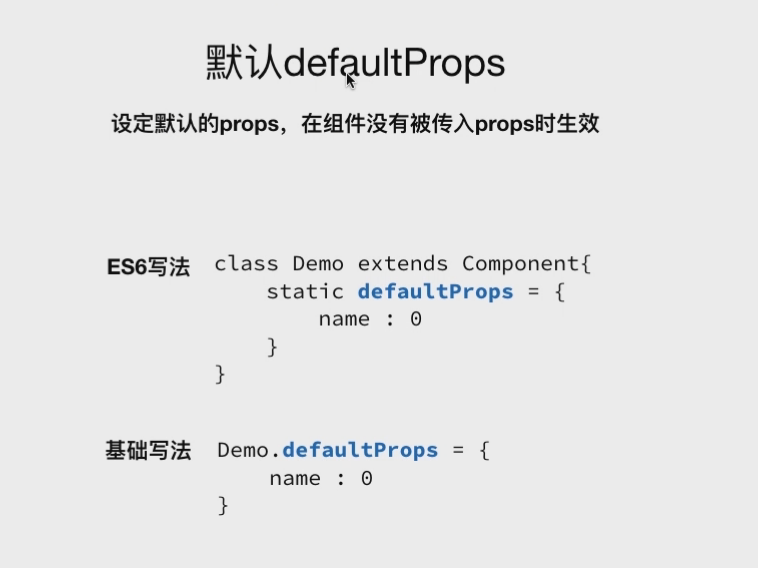 默认defaultProps
设定默认的props，在组件没有被传入props时生效
ES6写法 class Demo extends Component{
static defaultProps = {
name : 0
}
}
基础写法 Demo.defaultProps = {
name : 0
}